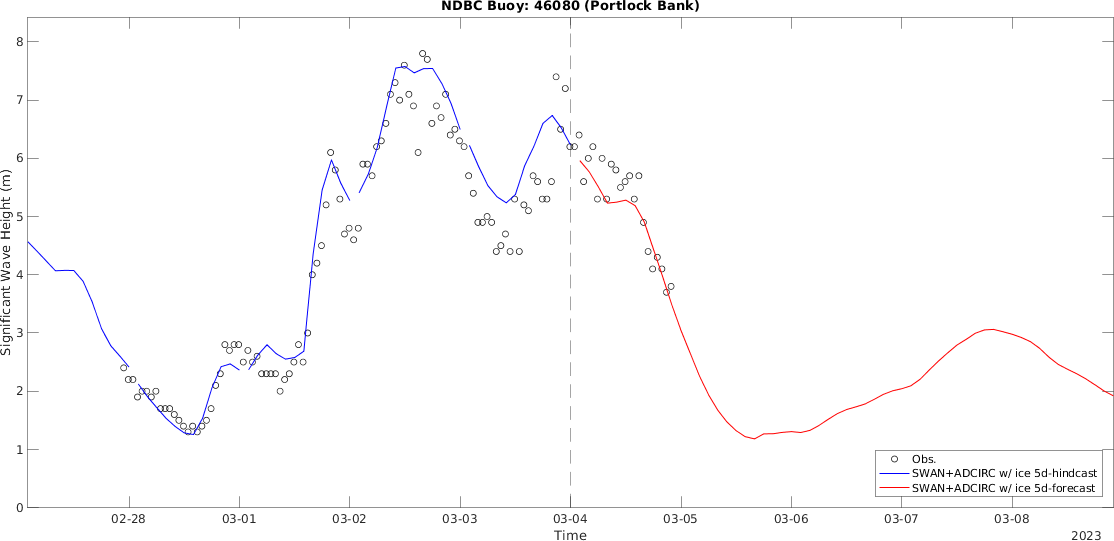 NDBC Buoy: 46080 (Portlock Bank)
8
7
6
5
4
3
2
1
0
Significant Wave Height (m)
02-28 03-01 03-02 03-03 03-04 03-05 03-06 03-07 03-08
Time
2023
Obs.
SWAN+ADCIRC w/ ice 5d-hindcast
SWAN+ADCIRC w/ ice 5d-forecast